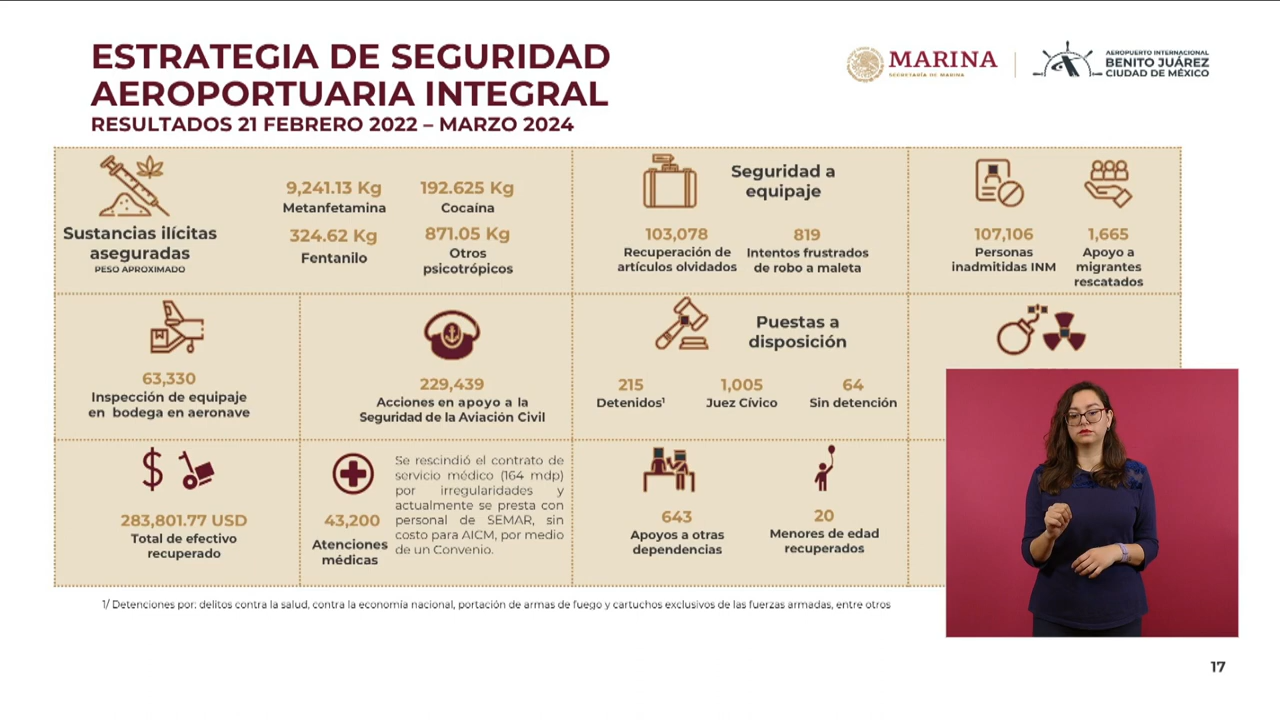 ESTRATEGIA DE SEGURIDAD
AEROPORTUARIA INTEGRAL
RESULTADOS 21 FEBRERO 2022 – MARZO 2024
MARINA
SECRETARÍA DE MARINA
AEROPUERTO INTERNACIONAL
BENITO JUÁREZ
CIUDAD DE MÉXICO
Sustancias ilícitas
aseguradas
PESO APROXIMADO
9,241.13 Kg
Metanfetamina
192.625 Kg
Cocaína
324.62 Kg
Fentanilo
871.05 Kg
Otros
psicotrópicos
Seguridad a
equipaje
103,078
Recuperación de
artículos olvidados
819
Intentos frustrados
de robo a maleta
107,106
Personas
inadmitidas INM
1,665
Apoyo a
migrantes
rescatados
63,330
Inspección de equipaje
en bodega en aeronave
229,439
Acciones en apoyo a la
Seguridad de la Aviación Civil
Puestas a
disposición
215
Detenidos¹
1,005
Juez Cívico
64
Sin detención
283,801.77 USD
Total de efectivo
recuperado
43,200
Atenciones
médicas
Se rescindió el contrato de
servicio médico (164 mdp)
por irregularidades y
actualmente se presta con
personal de SEMAR, sin
costo para AICM, por medio
de un Convenio.
643
Apoyos a otras
dependencias
20
Menores de edad
recuperados
1/ Detenciones por: delitos contra la salud, contra la economía nacional, portación de armas de fuego y cartuchos exclusivos de las fuerzas armadas, entre otros
17